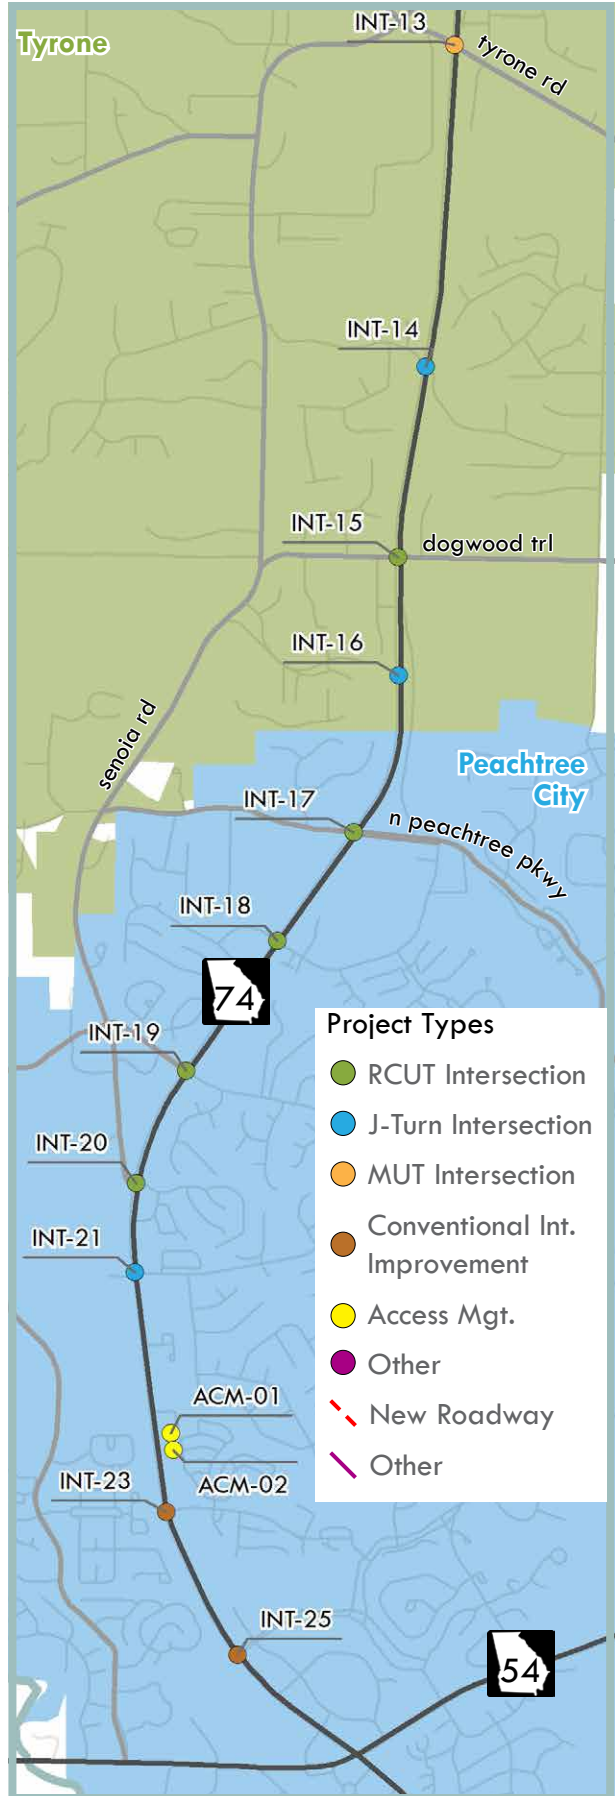 INT-13
Tyrone
tyrone rd
INT-14
INT-15
dogwood trl
INT-16
senoia rd
Peachtree
City
INT-17
n peachtree pkwy
INT-18
74
INT-19
Project Types
RCUT Intersection
J-Turn Intersection
INT-20
MUT Intersection
INT-21
Conventional Int.
Improvement
Access Mgt.
Other
ACM-01
New Roadway
Other
INT-23
ACM-02
INT-25
54